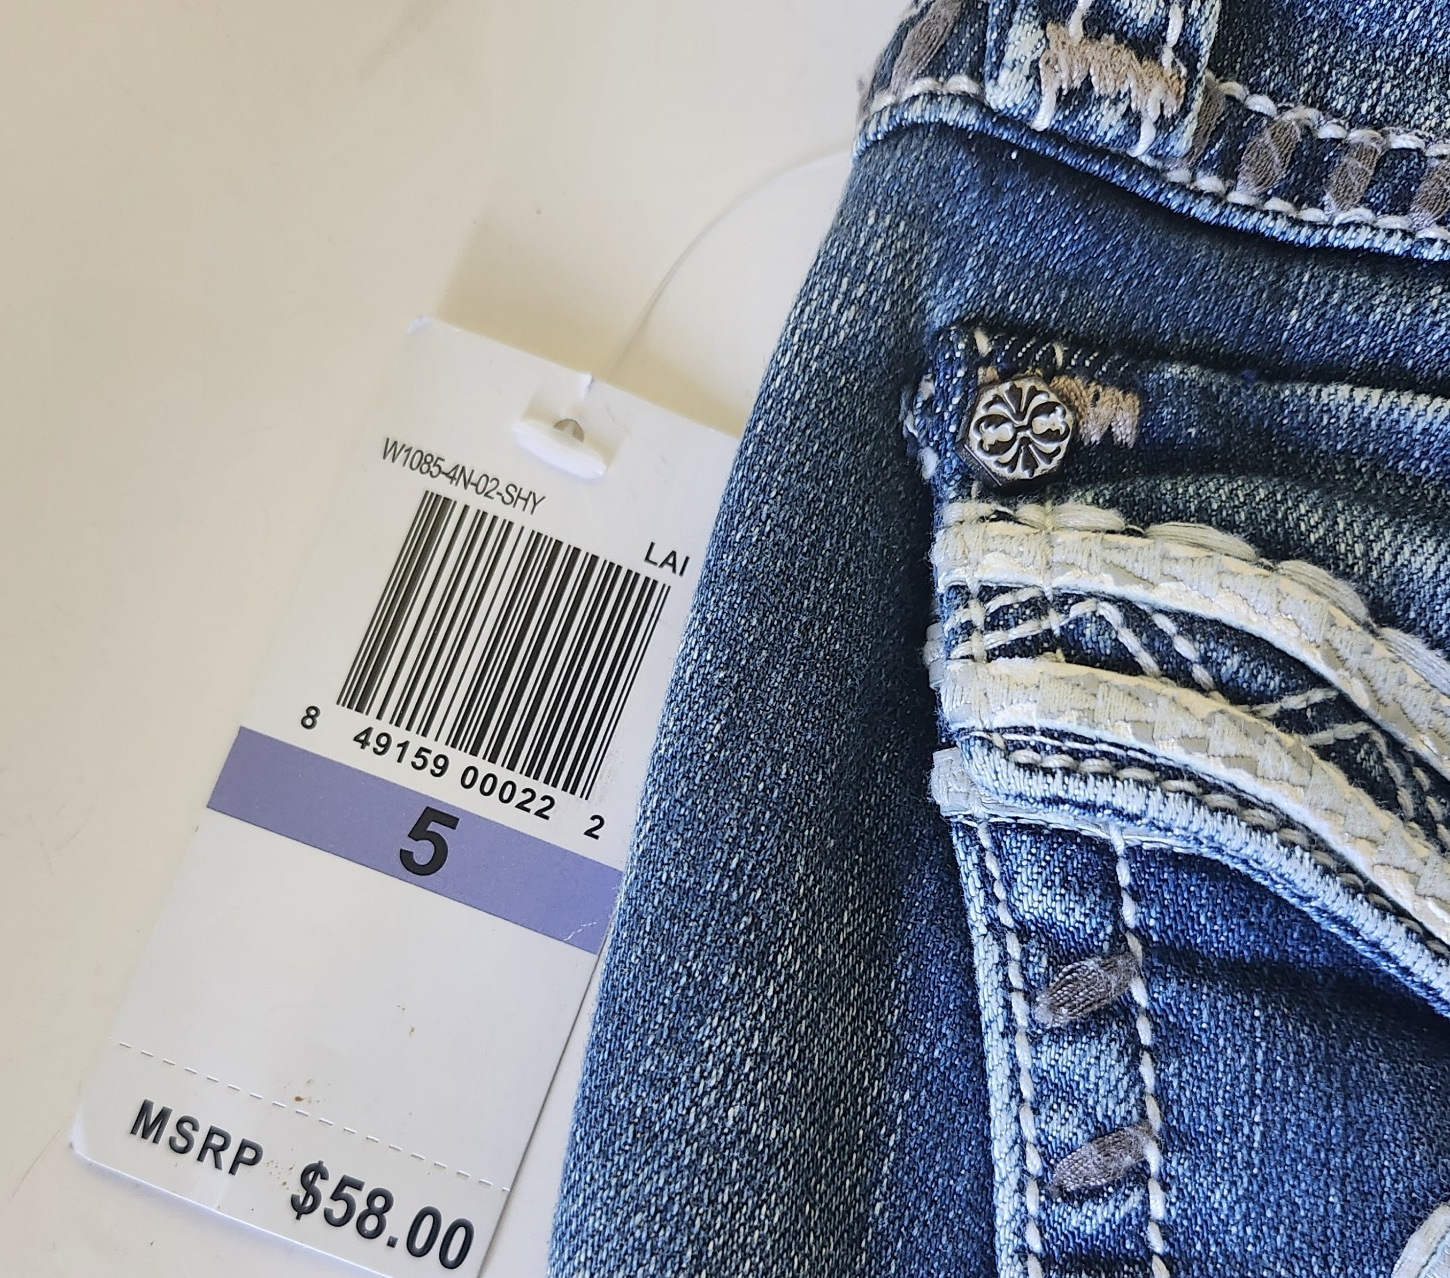 W1085-4N-02-SHY
LAI
8 49159 00022 2
5
MSRP $58.00